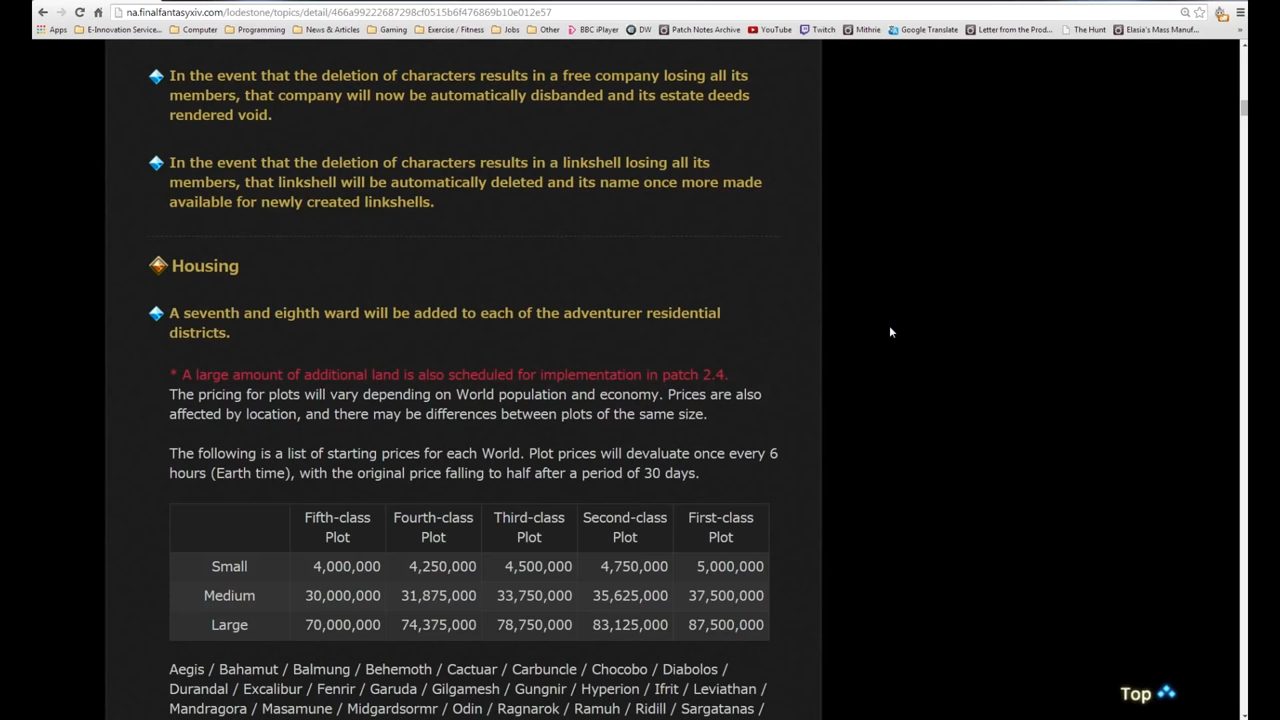 na.finalfantasyxiv.com/lodestone/topics/detail/466a99222687298cf0515b6f476869b10e012e57
Apps E-Innovation Service... Computer Programming News & Articles Gaming Exercise / Fitness Jobs Other BBC iPlayer DW Patch Notes Archive YouTube Twitch Mithrie Google Translate Letter from the Prod... The Hunt Elasia's Mass Manuf... »
In the event that the deletion of characters results in a free company losing all its
members, that company will now be automatically disbanded and its estate deeds
rendered void.
In the event that the deletion of characters results in a linkshell losing all its
members, that linkshell will be automatically deleted and its name once more made
available for newly created linkshells.
Housing
A seventh and eighth ward will be added to each of the adventurer residential
districts.
* A large amount of additional land is also scheduled for implementation in patch 2.4.
The pricing for plots will vary depending on World population and economy. Prices are also
affected by location, and there may be differences between plots of the same size.
The following is a list of starting prices for each World. Plot prices will devaluate once every 6
hours (Earth time), with the original price falling to half after a period of 30 days.
Fifth-class Fourth-class Third-class Second-class First-class
Plot Plot Plot Plot Plot
Small 4,000,000 4,250,000 4,500,000 4,750,000 5,000,000
Medium 30,000,000 31,875,000 33,750,000 35,625,000 37,500,000
Large 70,000,000 74,375,000 78,750,000 83,125,000 87,500,000
Aegis / Bahamut / Balmung / Behemoth / Cactuar / Carbuncle / Chocobo / Diabolos /
Durandal / Excalibur / Fenrir / Garuda / Gilgamesh / Gungnir / Hyperion / Ifrit / Leviathan /
Mandragora / Masamune / Midgardsormr / Odin / Ragnarok / Ramuh / Ridill / Sargatanas /
Top